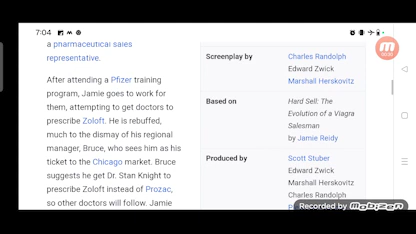 7:04
a pharmaceutical sales
representative.
After attending a Pfizer training
program, Jamie goes to work for
them, attempting to get doctors to
prescribe Zoloft. He is rebuffed,
much to the dismay of his regional
manager, Bruce, who sees him as his
ticket to the Chicago market. Bruce
suggests he get Dr. Stan Knight to
prescribe Zoloft instead of Prozac,
so other doctors will follow. Jamie
Screenplay by
Charles Randolph
Edward Zwick
Marshall Herskovitz
Based on
Hard Sell: The
Evolution of a Viagra
Salesman
by Jamie Reidy
Produced by
Scott Stuber
Edward Zwick
Marshall Herskovitz
Charles Randolph
Recorded by MOBIZEN